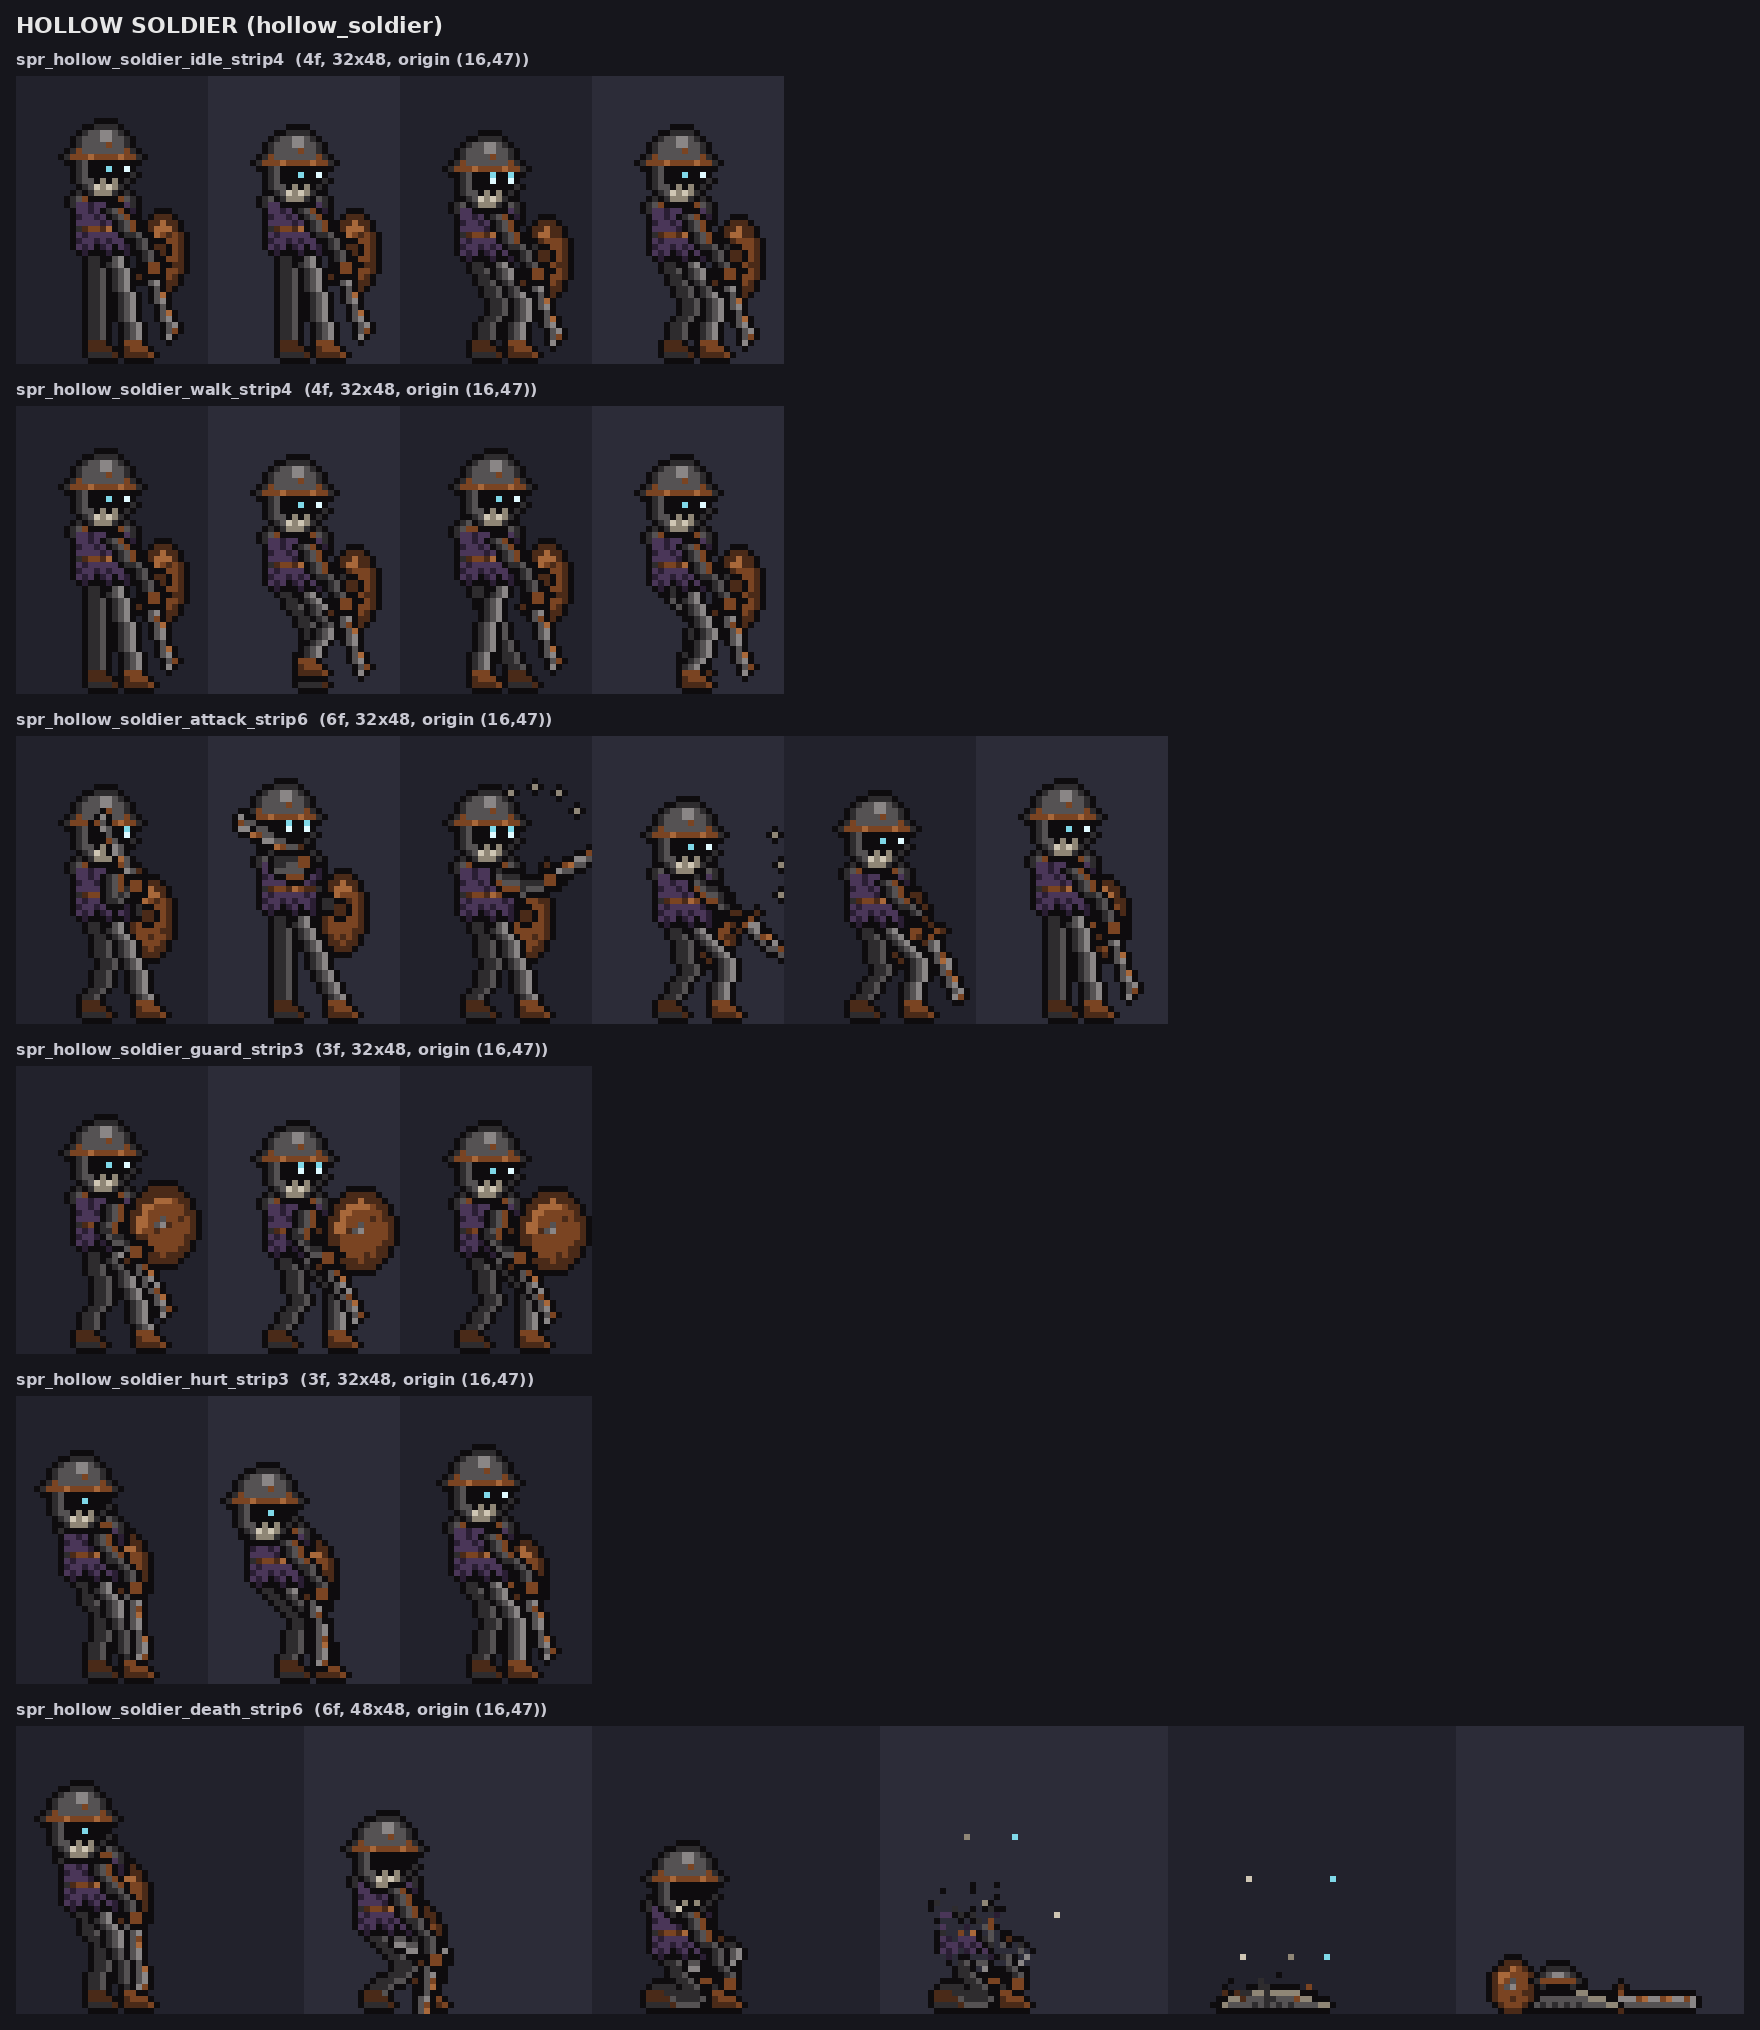 HOLLOW SOLDIER (hollow_soldier)
spr_hollow_soldier_idle_strip4 (4f, 32x48, origin (16,47))
spr_hollow_soldier_walk_strip4 (4f, 32x48, origin (16,47))
spr_hollow_soldier_attack_strip6 (6f, 32x48, origin (16,47))
spr_hollow_soldier_guard_strip3 (3f, 32x48, origin (16,47))
spr_hollow_soldier_hurt_strip3 (3f, 32x48, origin (16,47))
spr_hollow_soldier_death_strip6 (6f, 48x48, origin (16,47))